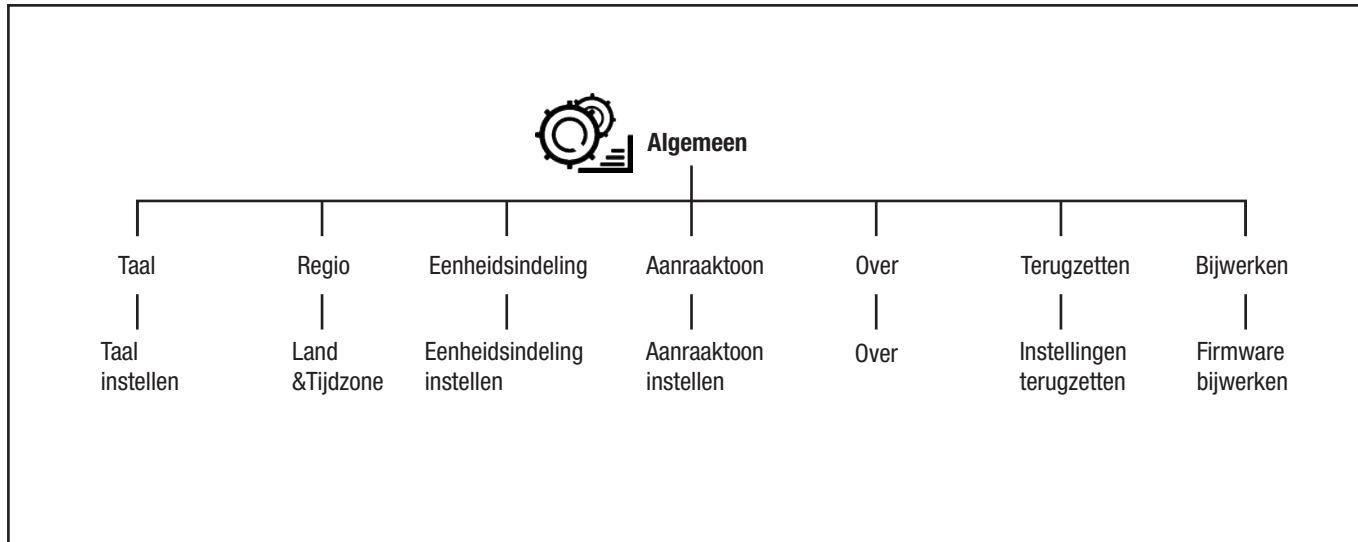 Algemeen
Taal
Regio
Eenheidsindeling
Aanraaktoon
Over
Terugzetten
Bijwerken
Taal
instellen
Land
&Tijdzone
Eenheidsindeling
instellen
Aanraaktoon
instellen
Over
Instellingen
terugzetten
Firmware
bijwerken